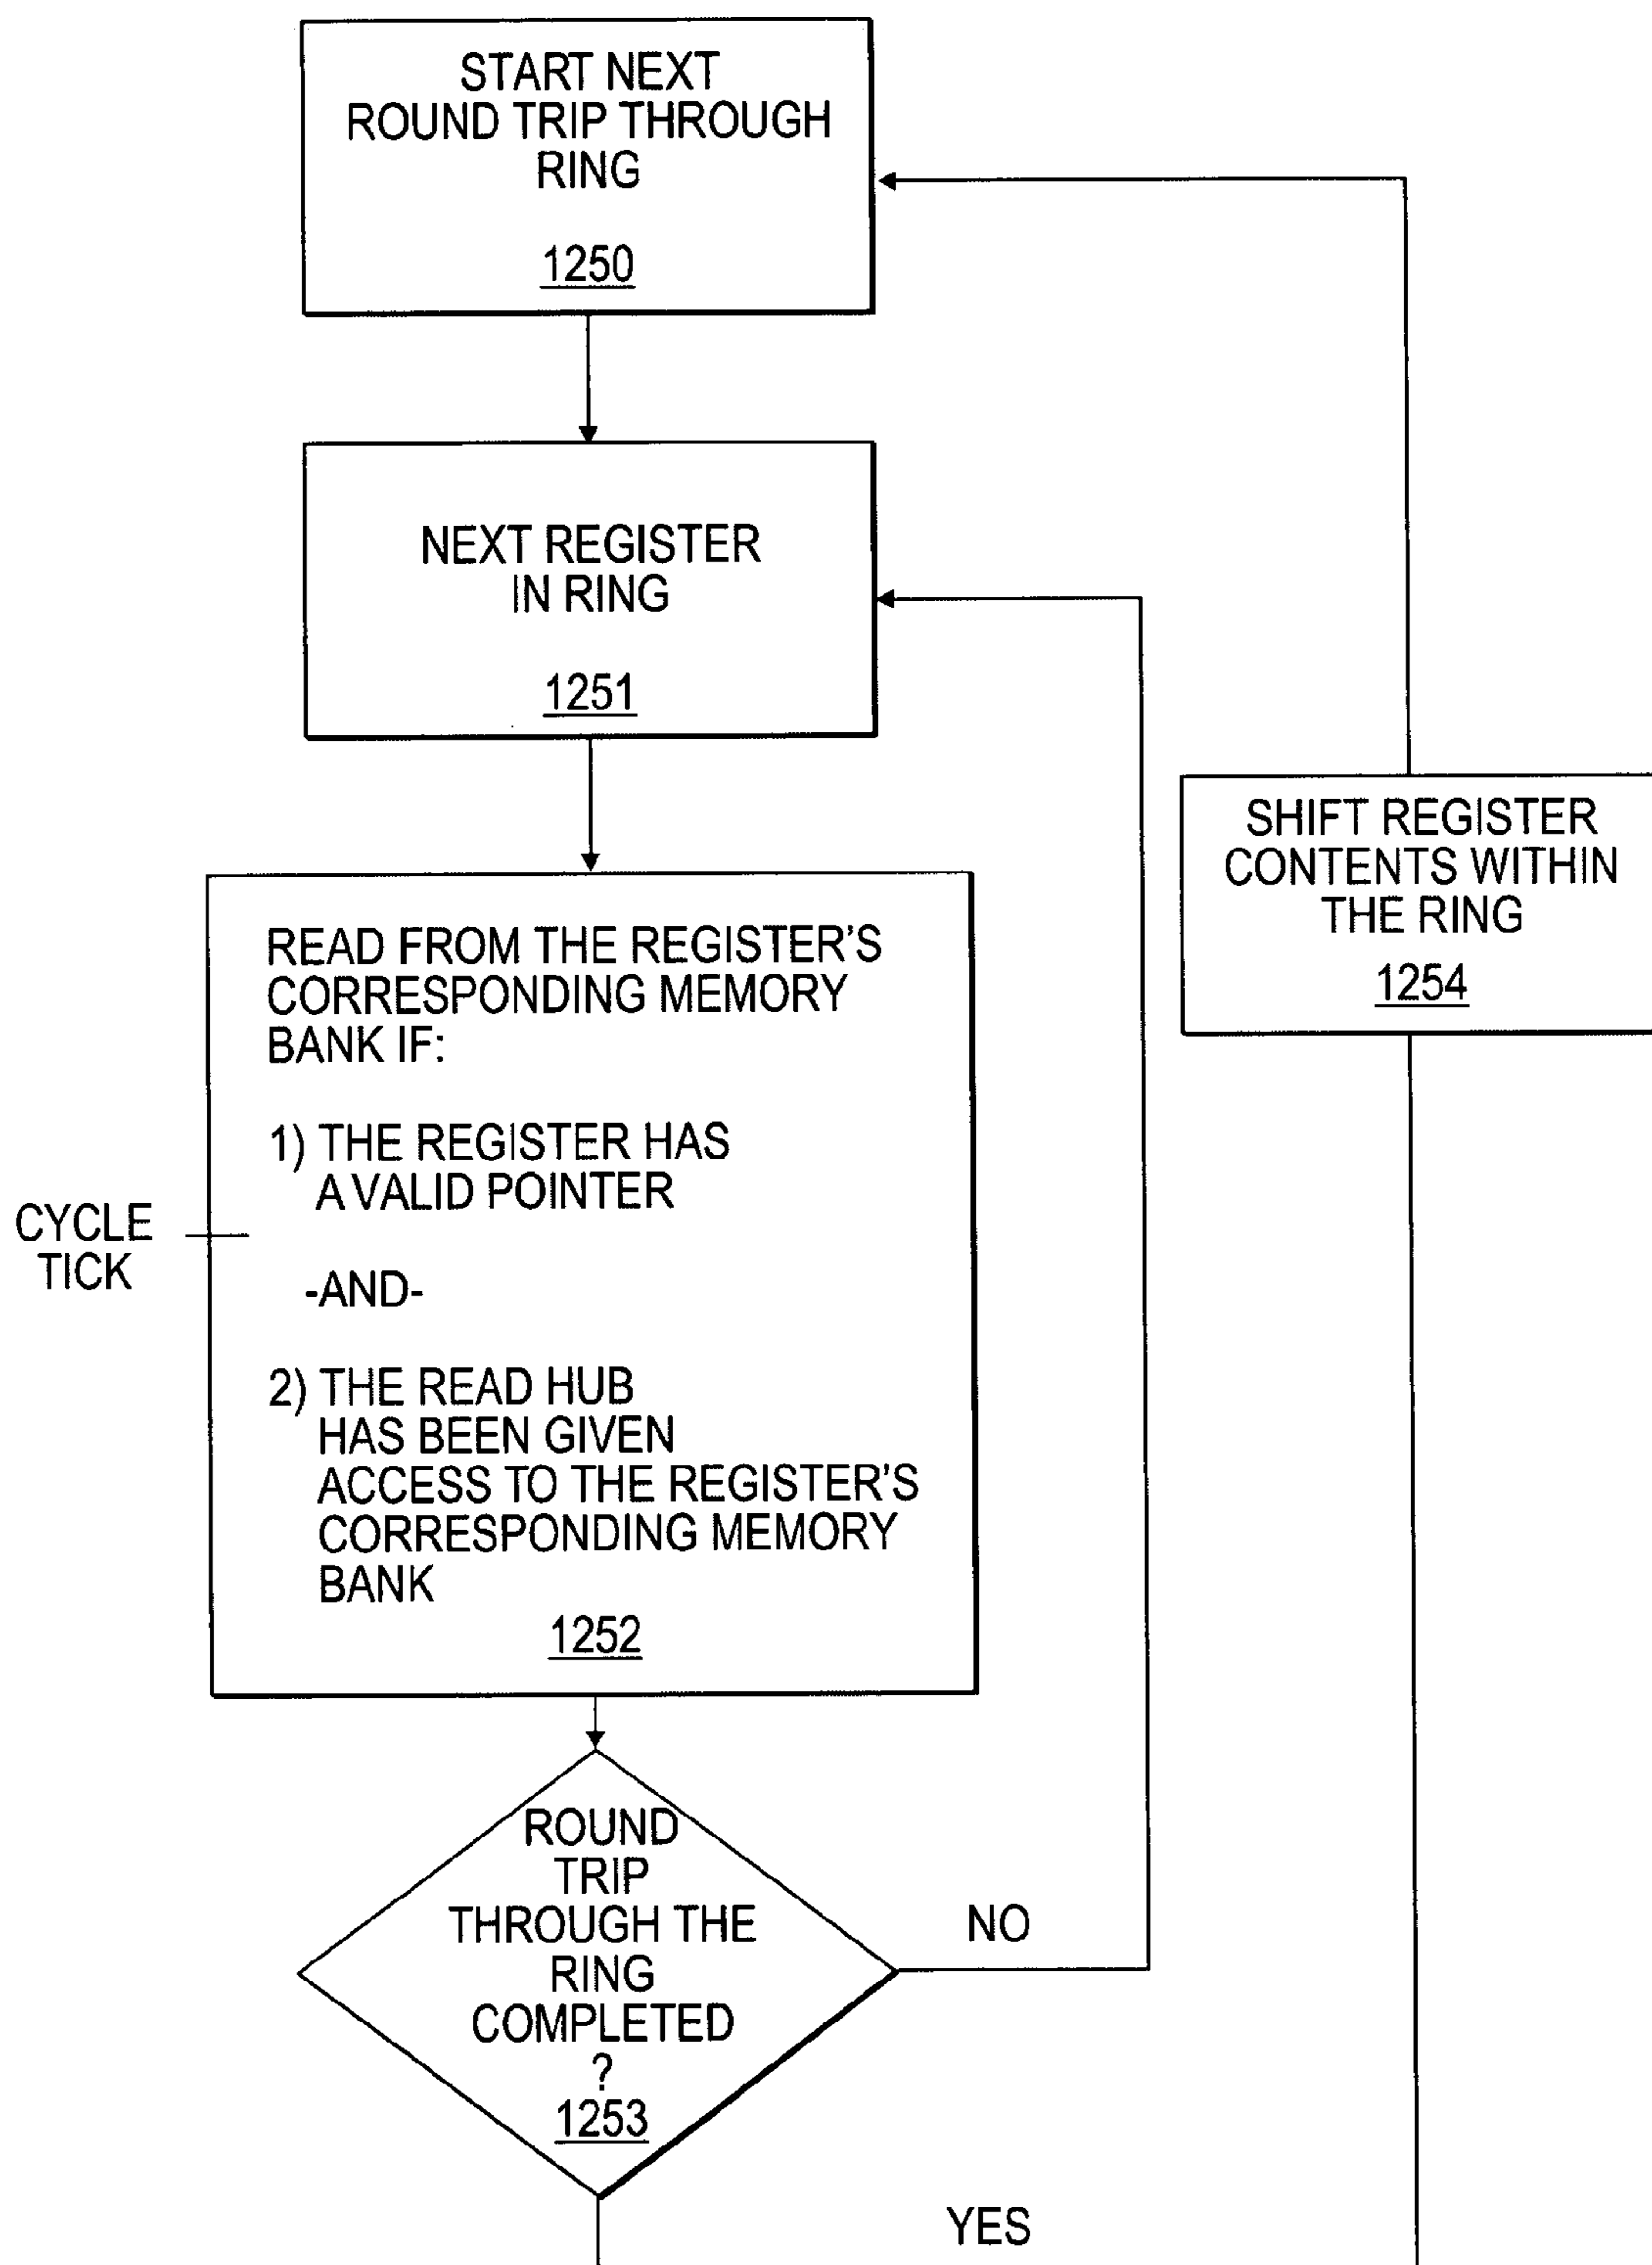 START NEXT
ROUND TRIP THROUGH
RING
1250
NEXT REGISTER
IN RING
1251
SHIFT REGISTER
CONTENTS WITHIN
THE RING
1254
READ FROM THE REGISTER'S
CORRESPONDING MEMORY
BANK IF:
1) THE REGISTER HAS
A VALID POINTER
-AND-
2) THE READ HUB
HAS BEEN GIVEN
ACCESS TO THE REGISTER'S
CORRESPONDING MEMORY
BANK
1252
CYCLE
TICK
ROUND
TRIP
THROUGH THE
RING
COMPLETED
?
1253
NO
YES